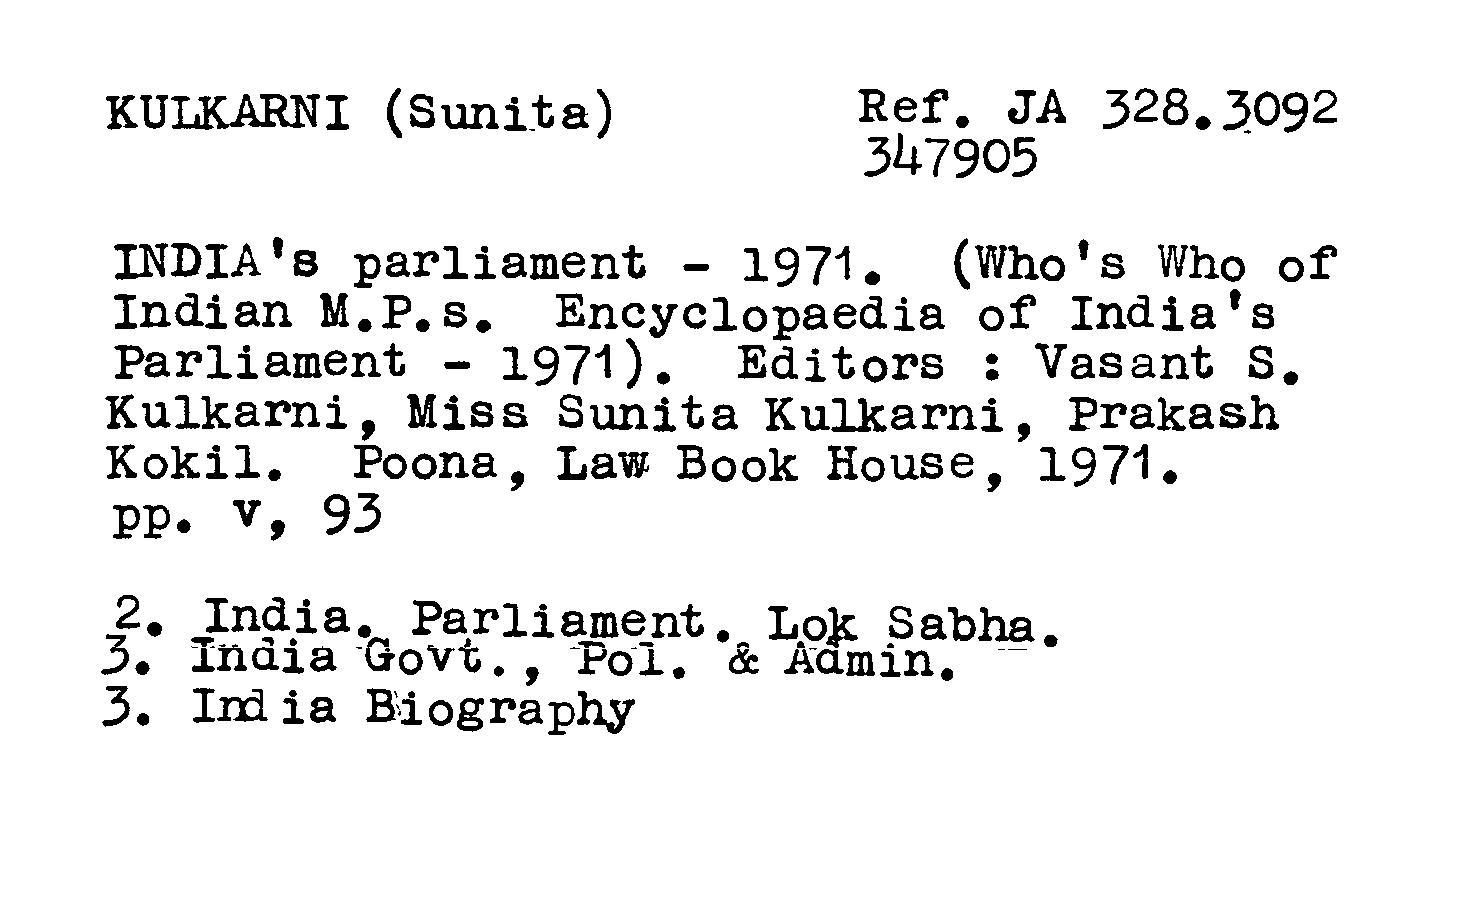 KULKARNI (Sunita)
Ref. JA 328.3092
347905
INDIA's parliament - 1971. (Who's Who of
Indian M.P.s. Encyclopaedia of India's
Parliament - 1971). Editors : Vasant S.
Kulkarni, Miss Sunita Kulkarni, Prakash
Kokil. Poona, Law Book House, 1971.
pp. v, 93
2. India. Parliament. Lok Sabha.
3. India Govt., Pol. & Admin.
3. India Biography